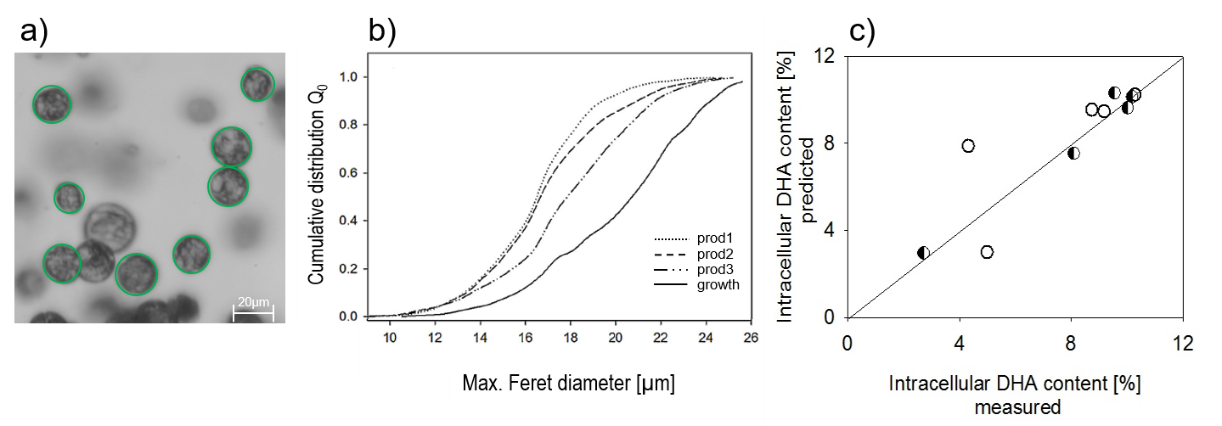 a)
20µm
b)
Cumulative distribution Q0
1.0
0.8
0.6
0.4
0.2
0.0
prod1
prod2
prod3
growth
10 12 14 16 18 20 22 24 26
Max. Feret diameter [µm]
c)
Intracellular DHA content [%]
predicted
12
8
4
0
0 4 8 12
Intracellular DHA content [%]
measured